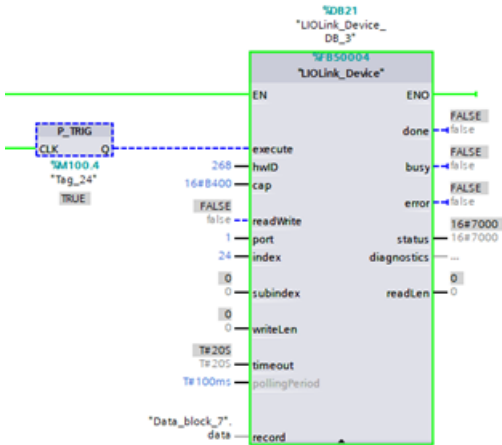 %DB21
"LIOLink_Device_
DB_3"
%FB50004
"LIOLink_Device"
EN
ENO
P_TRIG
CLK
Q
%M100.4
"Tag_24"
TRUE
execute
268
hwID
16#8400
cap
FALSE
false
readWrite
1
port
24
index
0
0
subindex
0
0
writeLen
T#20S
T#20S
timeout
T#100ms
pollingPeriod
"Data_block_7".
data
record
done
FALSE
false
busy
FALSE
false
error
FALSE
false
status
16#7000
16#7000
diagnostics
...
readLen
0
0